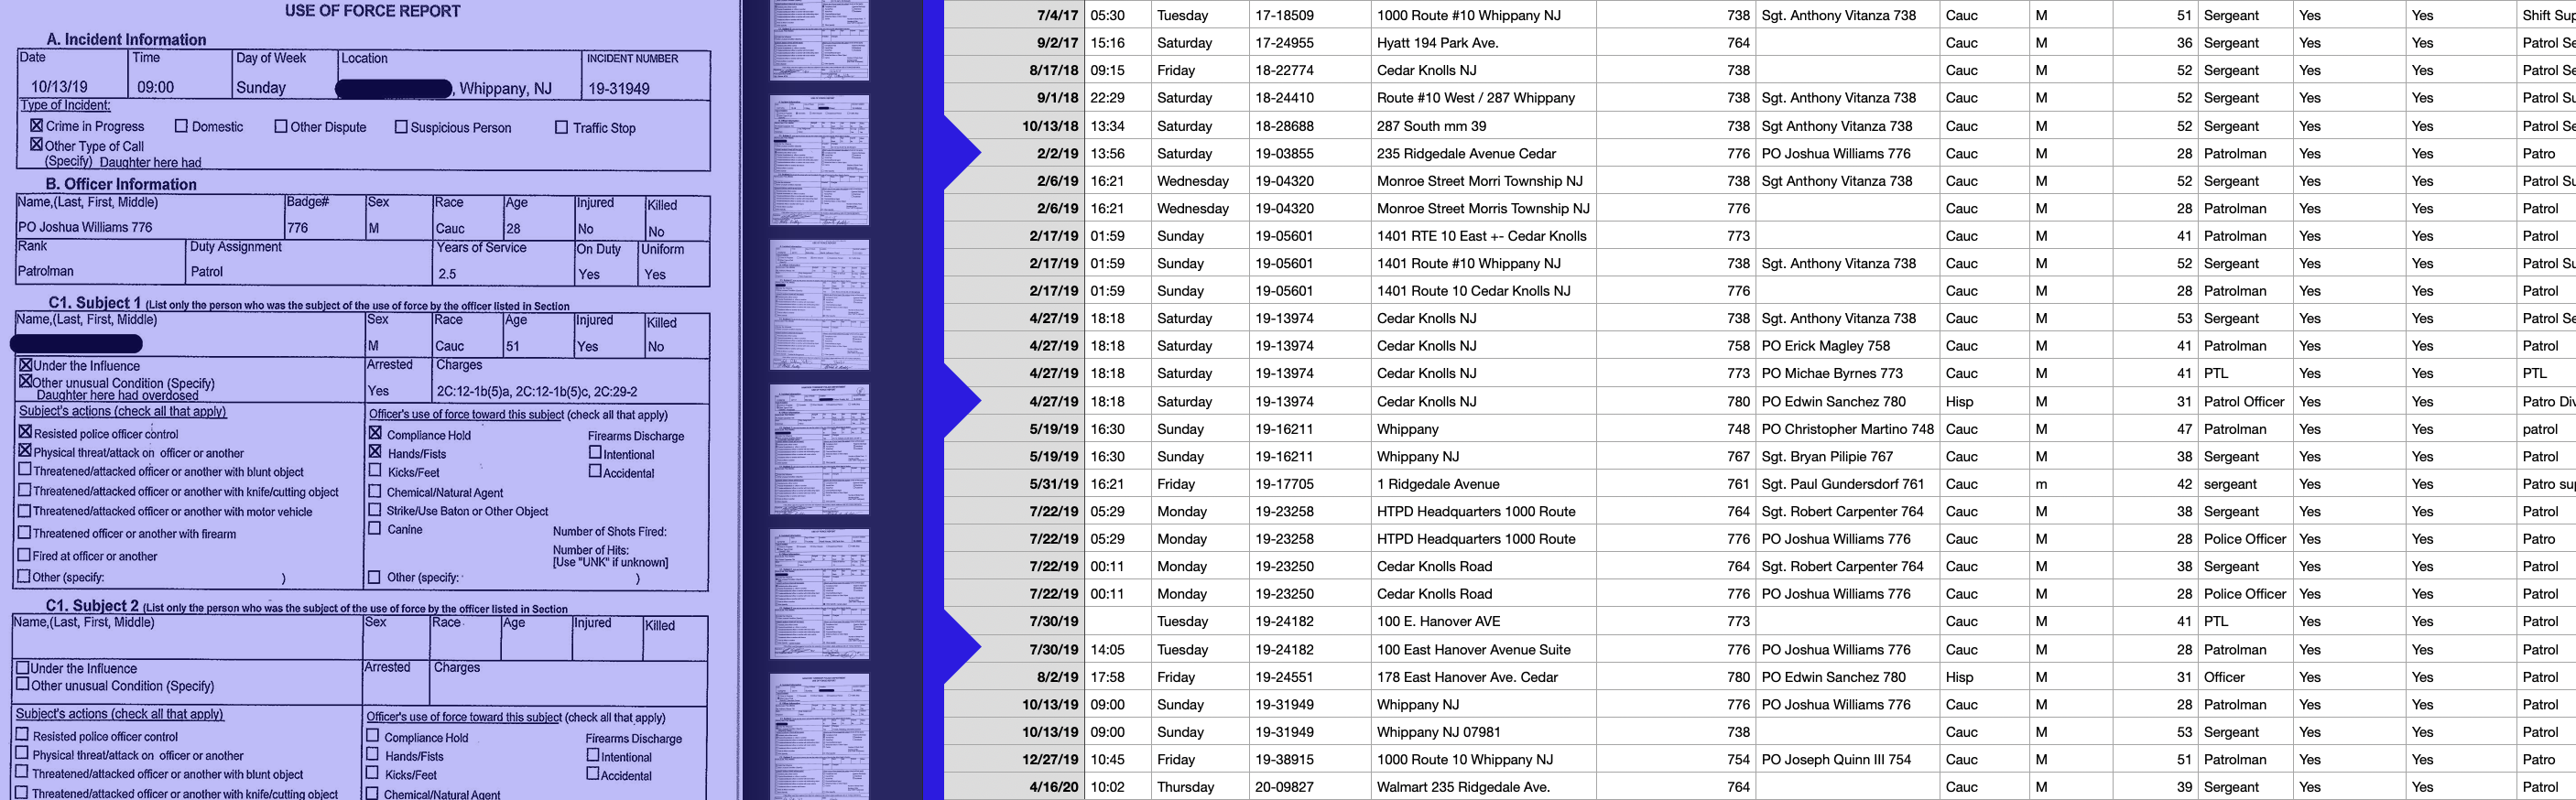 USE OF FORCE REPORT
A. Incident Information
Date Time Day of Week Location INCIDENT NUMBER
10/13/19 09:00 Sunday , Whippany, NJ 19-31949
Type of Incident:
Crime in Progress Domestic Other Dispute Suspicious Person Traffic Stop
Other Type of Call
(Specify) Daughter here had
B. Officer Information
Name,(Last, First, Middle) Badge# Sex Race Age Injured Killed
PO Joshua Williams 776 776 M Cauc 28 No No
Rank Duty Assignment Years of Service On Duty Uniform
Patrolman Patrol 2.5 Yes Yes
C1. Subject 1 (List only the person who was the subject of the use of force by the officer listed in Section
Name,(Last, First, Middle) Sex Race Age Injured Killed
M Cauc 51 Yes No
Under the Influence Arrested Charges
Other unusual Condition (Specify)
Daughter here had overdosed Yes 2C:12-1b(5)a, 2C:12-1b(5)c, 2C:29-2
Subject's actions (check all that apply) Officer's use of force toward this subject (check all that apply)
Resisted police officer control Compliance Hold Firearms Discharge
Physical threat/attack on officer or another Hands/Fists Intentional
Threatened/attacked officer or another with blunt object Kicks/Feet Accidental
Threatened/attacked officer or another with knife/cutting object Chemical/Natural Agent
Threatened/attacked officer or another with motor vehicle Strike/Use Baton or Other Object
Threatened officer or another with firearm Canine Number of Shots Fired:
Fired at officer or another Number of Hits:
[Use "UNK" if unknown]
Other (specify: ) Other (specify: )
C1. Subject 2 (List only the person who was the subject of the use of force by the officer listed in Section
Name,(Last, First, Middle) Sex Race Age Injured Killed
Under the Influence Arrested Charges
Other unusual Condition (Specify)
Subject's actions (check all that apply) Officer's use of force toward this subject (check all that apply)
Resisted police officer control Compliance Hold Firearms Discharge
Physical threat/attack on officer or another Hands/Fists Intentional
Threatened/attacked officer or another with blunt object Kicks/Feet Accidental
Threatened/attacked officer or another with knife/cutting object Chemical/Natural Agent
7/4/17 05:30 Tuesday 17-18509 1000 Route #10 Whippany NJ 738 Sgt. Anthony Vitanza 738 Cauc M 51 Sergeant Yes Yes Shift Sup
9/2/17 15:16 Saturday 17-24955 Hyatt 194 Park Ave. 764 Cauc M 36 Sergeant Yes Yes Patrol Se
8/17/18 09:15 Friday 18-22774 Cedar Knolls NJ 738 Cauc M 52 Sergeant Yes Yes Patrol Se
9/1/18 22:29 Saturday 18-24410 Route #10 West / 287 Whippany 738 Sgt. Anthony Vitanza 738 Cauc M 52 Sergeant Yes Yes Patrol Su
10/13/18 13:34 Saturday 18-28688 287 South mm 39 738 Sgt Anthony Vitanza 738 Cauc M 52 Sergeant Yes Yes Patrol Se
2/2/19 13:56 Saturday 19-03855 235 Ridgedale Avenue Cedar 776 PO Joshua Williams 776 Cauc M 28 Patrolman Yes Yes Patro
2/6/19 16:21 Wednesday 19-04320 Monroe Street Morri Township NJ 738 Sgt Anthony Vitanza 738 Cauc M 52 Sergeant Yes Yes Patrol Su
2/6/19 16:21 Wednesday 19-04320 Monroe Street Morris Township NJ 776 Cauc M 28 Patrolman Yes Yes Patrol
2/17/19 01:59 Sunday 19-05601 1401 RTE 10 East +- Cedar Knolls 773 Cauc M 41 Patrolman Yes Yes Patrol
2/17/19 01:59 Sunday 19-05601 1401 Route #10 Whippany NJ 738 Sgt. Anthony Vitanza 738 Cauc M 52 Sergeant Yes Yes Patrol Su
2/17/19 01:59 Sunday 19-05601 1401 Route 10 Cedar Knolls NJ 776 Cauc M 28 Patrolman Yes Yes Patrol
4/27/19 18:18 Saturday 19-13974 Cedar Knolls NJ 738 Sgt. Anthony Vitanza 738 Cauc M 53 Sergeant Yes Yes Patrol Se
4/27/19 18:18 Saturday 19-13974 Cedar Knolls NJ 758 PO Erick Magley 758 Cauc M 41 Patrolman Yes Yes Patrol
4/27/19 18:18 Saturday 19-13974 Cedar Knolls NJ 773 PO Michae Byrnes 773 Cauc M 41 PTL Yes Yes PTL
4/27/19 18:18 Saturday 19-13974 Cedar Knolls NJ 780 PO Edwin Sanchez 780 Hisp M 31 Patrol Officer Yes Yes Patro Div
5/19/19 16:30 Sunday 19-16211 Whippany 748 PO Christopher Martino 748 Cauc M 47 Patrolman Yes Yes patrol
5/19/19 16:30 Sunday 19-16211 Whippany NJ 767 Sgt. Bryan Pilipie 767 Cauc M 38 Sergeant Yes Yes Patrol
5/31/19 16:21 Friday 19-17705 1 Ridgedale Avenue 761 Sgt. Paul Gundersdorf 761 Cauc m 42 sergeant Yes Yes Patro sup
7/22/19 05:29 Monday 19-23258 HTPD Headquarters 1000 Route 764 Sgt. Robert Carpenter 764 Cauc M 38 Sergeant Yes Yes Patrol
7/22/19 05:29 Monday 19-23258 HTPD Headquarters 1000 Route 776 PO Joshua Williams 776 Cauc M 28 Police Officer Yes Yes Patro
7/22/19 00:11 Monday 19-23250 Cedar Knolls Road 764 Sgt. Robert Carpenter 764 Cauc M 38 Sergeant Yes Yes Patrol
7/22/19 00:11 Monday 19-23250 Cedar Knolls Road 776 PO Joshua Williams 776 Cauc M 28 Police Officer Yes Yes Patrol
7/30/19 Tuesday 19-24182 100 E. Hanover AVE 773 Cauc M 41 PTL Yes Yes Patrol
7/30/19 14:05 Tuesday 19-24182 100 East Hanover Avenue Suite 776 PO Joshua Williams 776 Cauc M 28 Patrolman Yes Yes Patrol
8/2/19 17:58 Friday 19-24551 178 East Hanover Ave. Cedar 780 PO Edwin Sanchez 780 Hisp M 31 Officer Yes Yes Patrol
10/13/19 09:00 Sunday 19-31949 Whippany NJ 776 PO Joshua Williams 776 Cauc M 28 Patrolman Yes Yes Patrol
10/13/19 09:00 Sunday 19-31949 Whippany NJ 07981 738 Cauc M 53 Sergeant Yes Yes Patrol
12/27/19 10:45 Friday 19-38915 1000 Route 10 Whippany NJ 754 PO Joseph Quinn III 754 Cauc M 51 Patrolman Yes Yes Patro
4/16/20 10:02 Thursday 20-09827 Walmart 235 Ridgedale Ave. 764 Cauc M 39 Sergeant Yes Yes Patrol